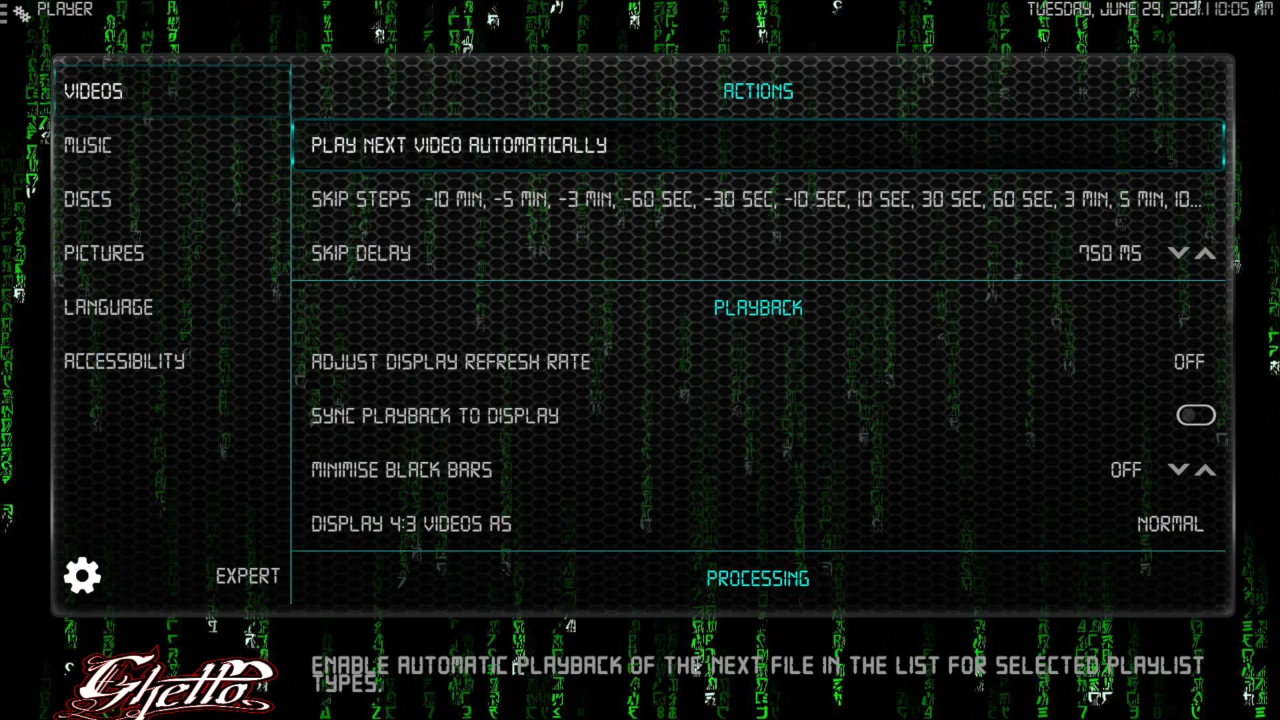 PLAYER
TUESDAY, JUNE 29, 2021 | 10:05 AM
VIDEOS
MUSIC
DISCS
PICTURES
LANGUAGE
ACCESSIBILITY
EXPERT
ACTIONS
PLAY NEXT VIDEO AUTOMATICALLY
SKIP STEPS -10 MIN, -5 MIN, -3 MIN, -60 SEC, -30 SEC, -10 SEC, 10 SEC, 30 SEC, 60 SEC, 3 MIN, 5 MIN, 10...
SKIP DELAY 750 MS
PLAYBACK
ADJUST DISPLAY REFRESH RATE OFF
SYNC PLAYBACK TO DISPLAY
MINIMISE BLACK BARS OFF
DISPLAY 4:3 VIDEOS AS NORMAL
PROCESSING
Ghetto
ENABLE AUTOMATIC PLAYBACK OF THE NEXT FILE IN THE LIST FOR SELECTED PLAYLIST
TYPES.